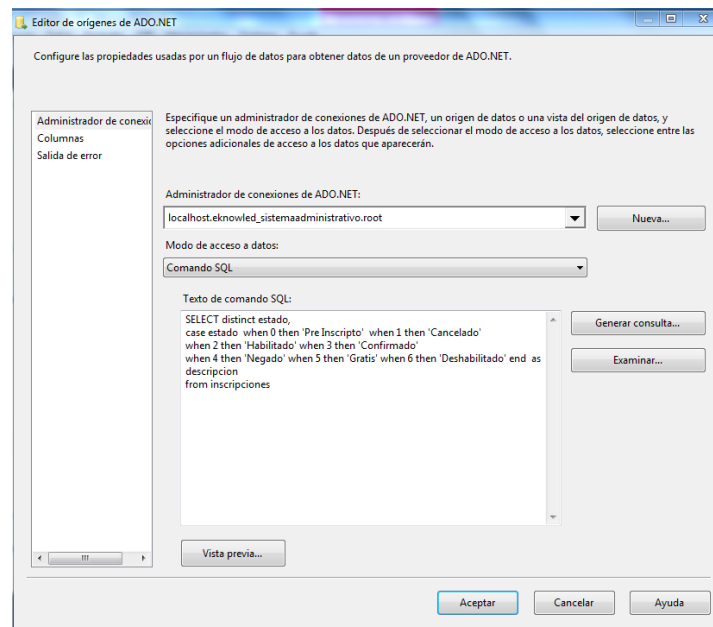 Editor de orígenes de ADO.NET
Configure las propiedades usadas por un flujo de datos para obtener datos de un proveedor de ADO.NET.
Administrador de conexió
Columnas
Salida de error
Especifique un administrador de conexiones de ADO.NET, un origen de datos o una vista del origen de datos, y
seleccione el modo de acceso a los datos. Después de seleccionar el modo de acceso a los datos, seleccione entre las
opciones adicionales de acceso a los datos que aparecerán.
Administrador de conexiones de ADO.NET:
localhost.eknowled_sistemaadministrativo.root
Nueva...
Modo de acceso a datos:
Comando SQL
Texto de comando SQL:
SELECT distinct estado,
case estado when 0 then 'Pre Inscripto' when 1 then 'Cancelado'
when 2 then 'Habilitado' when 3 then 'Confirmado'
when 4 then 'Negado' when 5 then 'Gratis' when 6 then 'Deshabilitado' end as
descripcion
from inscripciones
Generar consulta...
Examinar...
Vista previa...
Aceptar
Cancelar
Ayuda